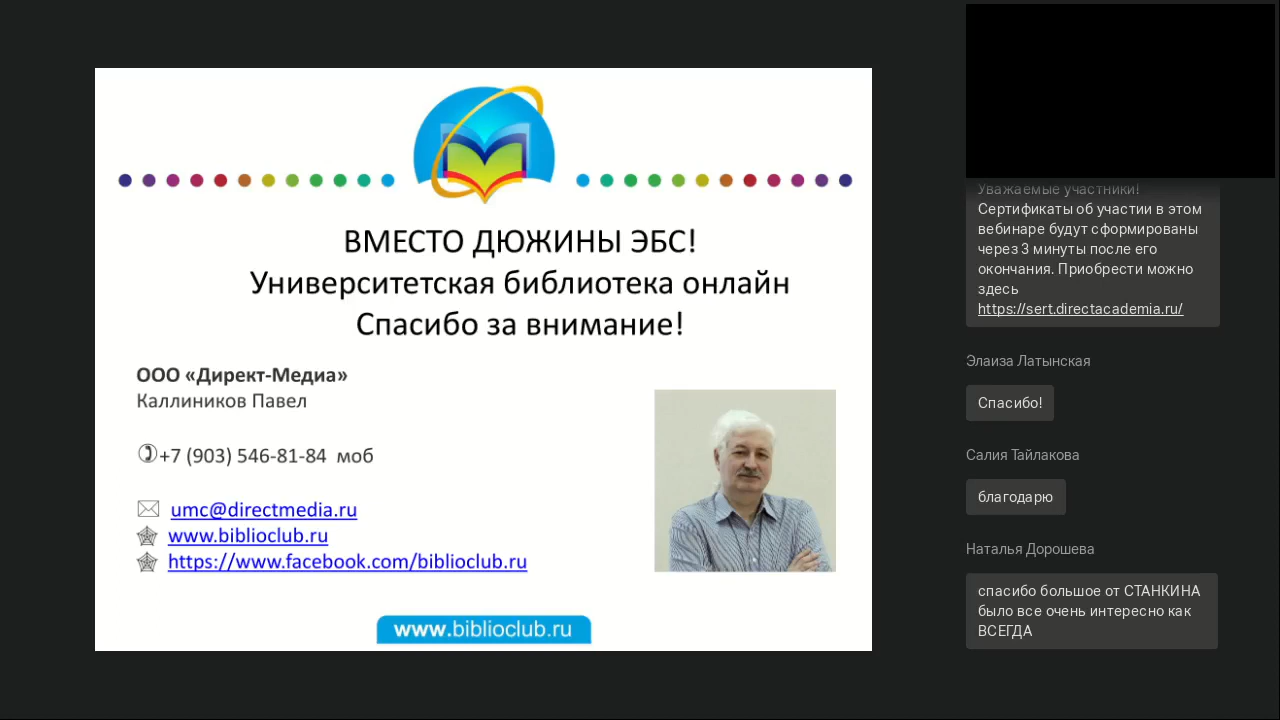 ВМЕСТО ДЮЖИНЫ ЭБС!
Университетская библиотека онлайн
Спасибо за внимание!
ООО «Директ-Медиа»
Каллиников Павел
+7 (903) 546-81-84 моб
umc@directmedia.ru
www.biblioclub.ru
https://www.facebook.com/biblioclub.ru
www.biblioclub.ru
Уважаемые участники!
Сертификаты об участии в этом
вебинаре будут сформированы
через 3 минуты после его
окончания. Приобрести можно
здесь
https://sert.directacademia.ru/
Элаиза Латынская
Спасибо!
Салия Тайлакова
благодарю
Наталья Дорошева
спасибо большое от СТАНКИНА
было все очень интересно как
ВСЕГДА